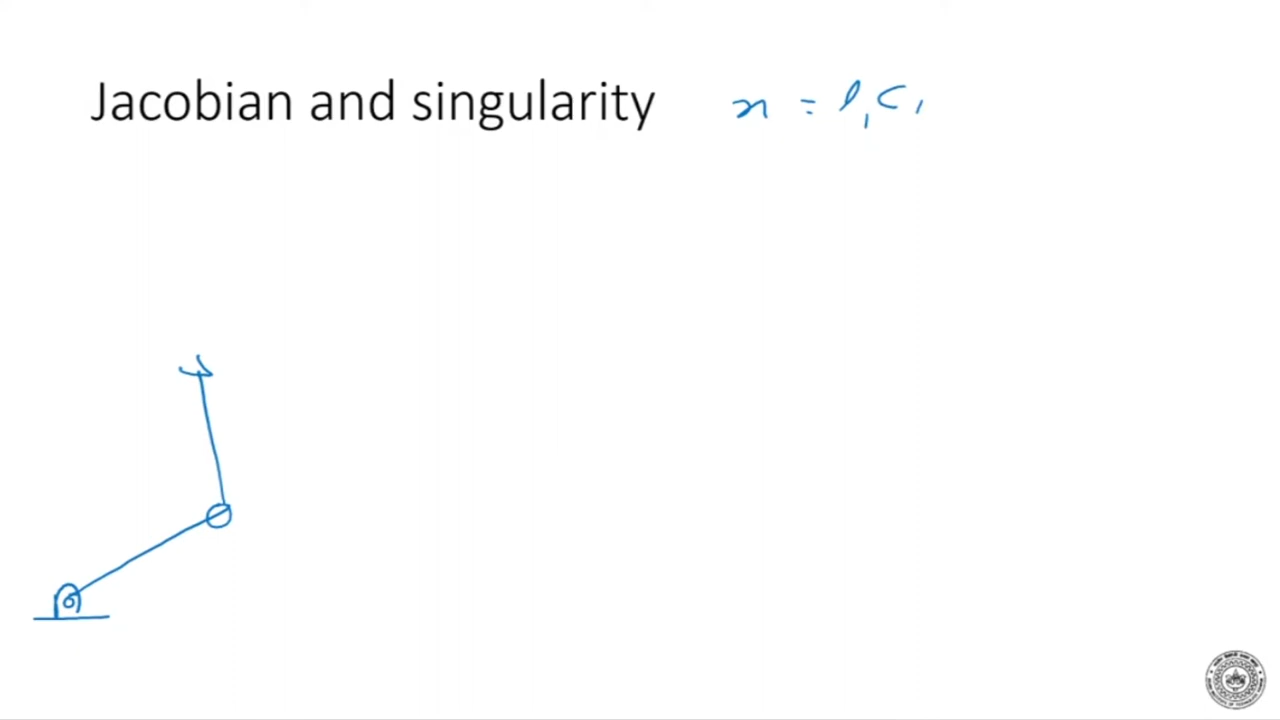 Jacobian and singularity x = l₁c₁